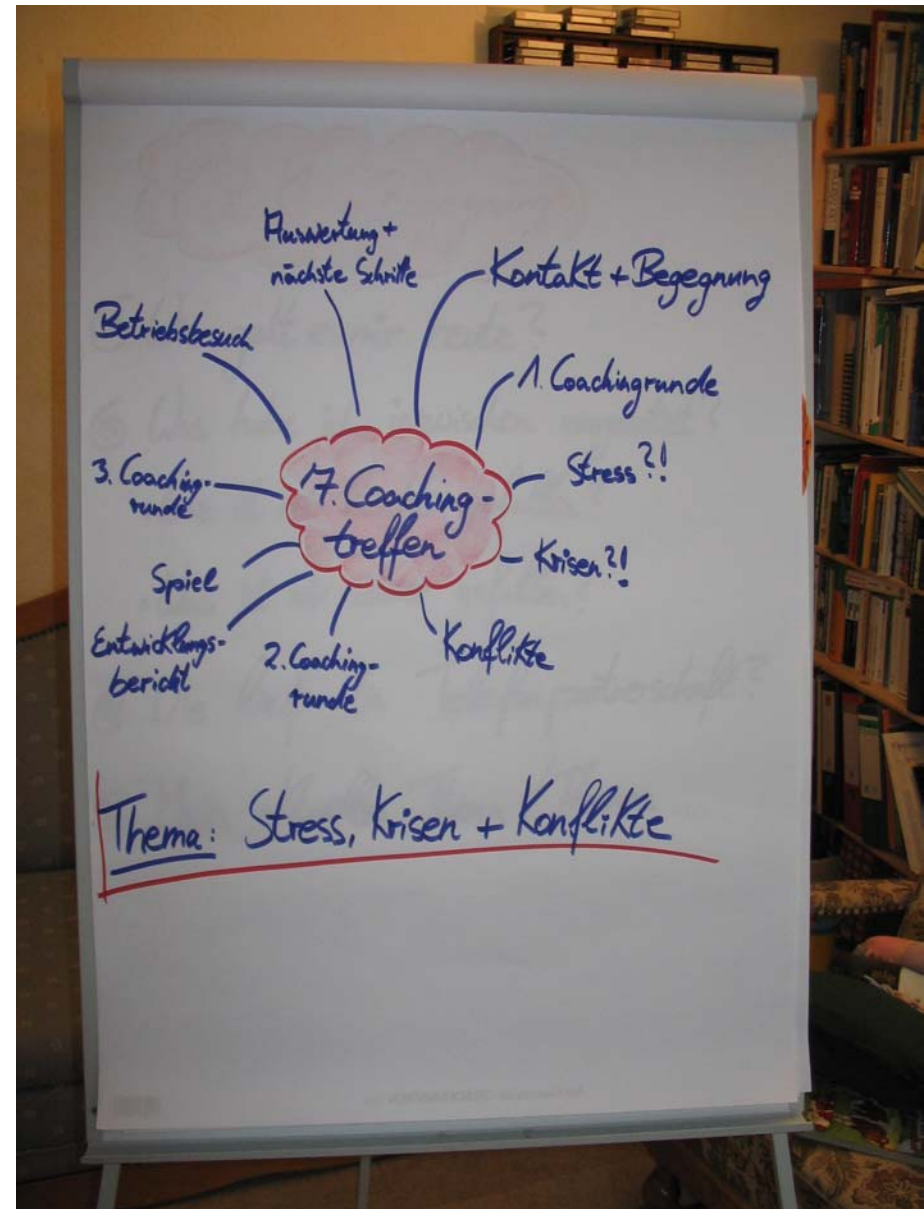 Auswertung +
nächste Schritte
Kontakt + Begegnung
Betriebsbesuch
1. Coachingrunde
3. Coaching-
runde
7. Coaching-
treffen
Stress?!
Krisen?!
Spiel
Entwicklungs-
bericht
2. Coaching-
runde
Konflikte
Thema: Stress, Krisen + Konflikte